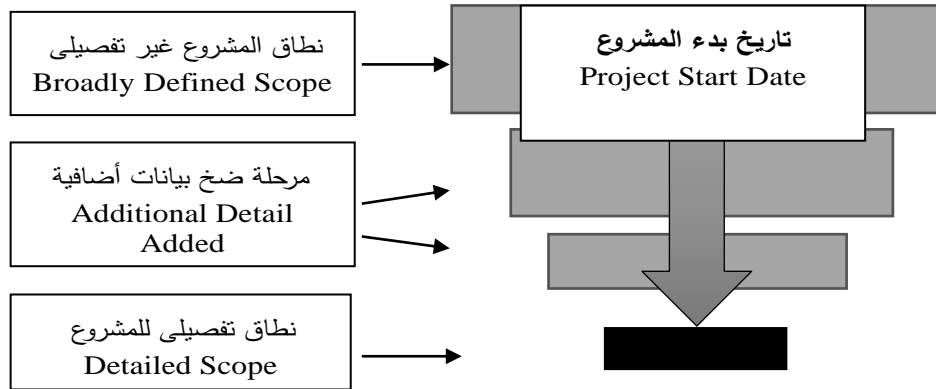 نطاق المشروع غير تفصيلى
Broadly Defined Scope
تاريخ بدء المشروع
Project Start Date
مرحلة ضخ بيانات أضافية
Additional Detail
Added
نطاق تفصيلى للمشروع
Detailed Scope